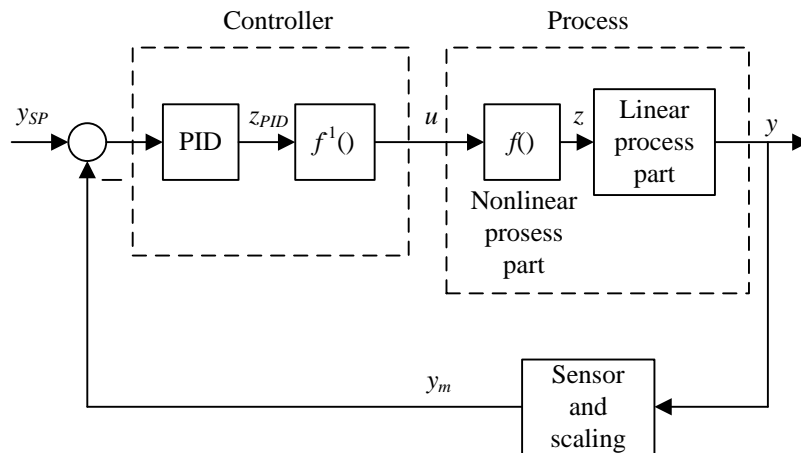 Controller
Process
y_SP
PID
z_PID
f^-1()
u
f()
z
Linear
process
part
y
Nonlinear
prosess
part
y_m
Sensor
and
scaling